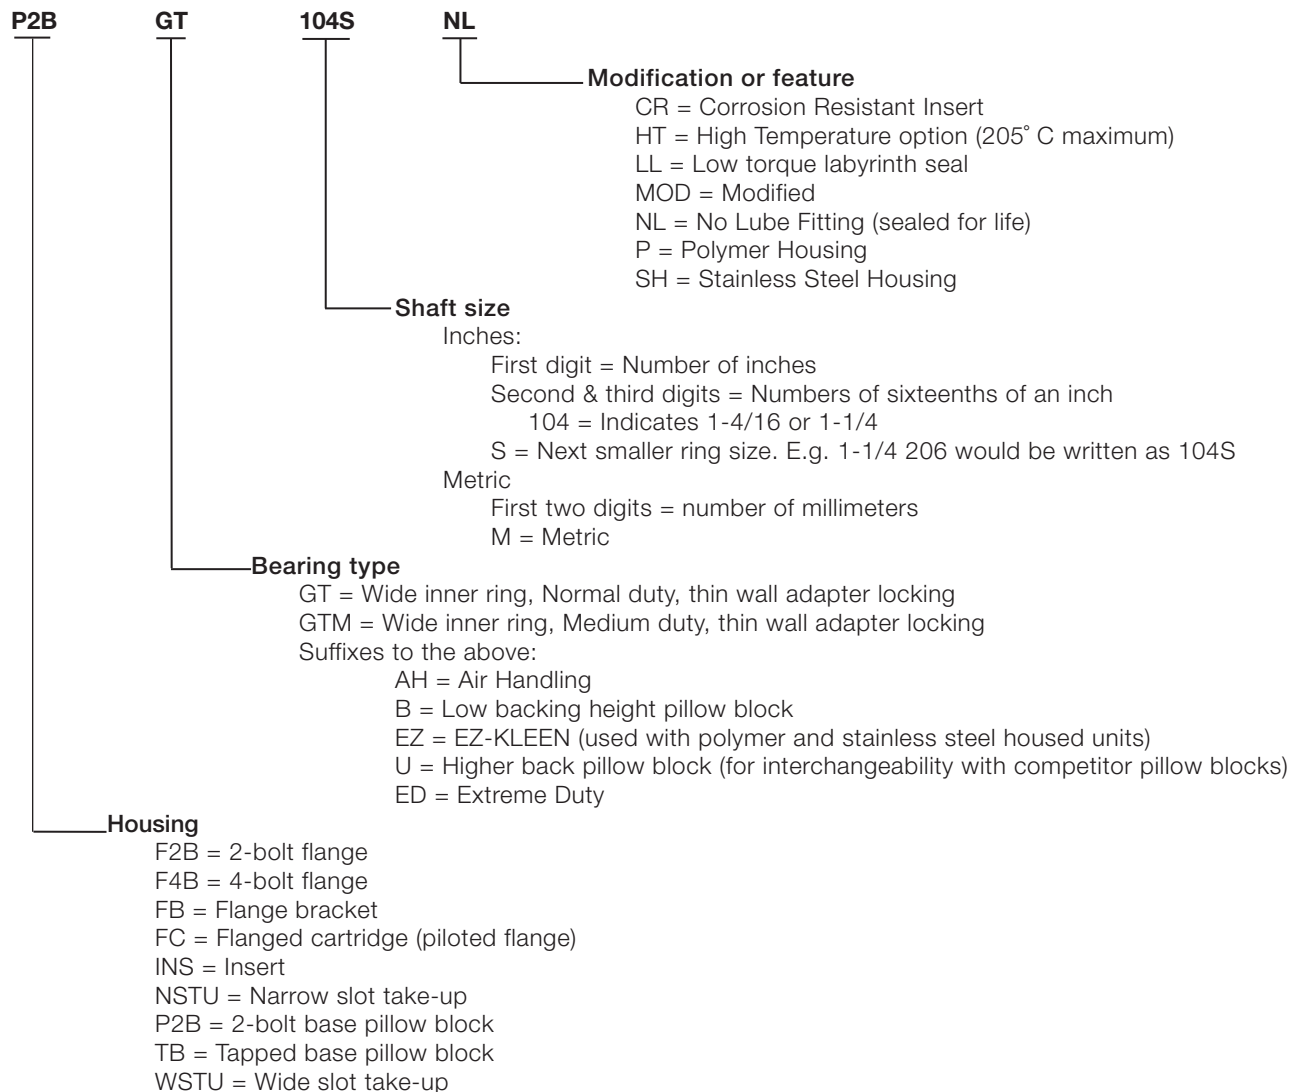 P2B GT 104S NL
Modification or feature
CR = Corrosion Resistant Insert
HT = High Temperature option (205˚ C maximum)
LL = Low torque labyrinth seal
MOD = Modified
NL = No Lube Fitting (sealed for life)
P = Polymer Housing
SH = Stainless Steel Housing
Shaft size
Inches:
First digit = Number of inches
Second & third digits = Numbers of sixteenths of an inch
104 = Indicates 1-4/16 or 1-1/4
S = Next smaller ring size. E.g. 1-1/4 206 would be written as 104S
Metric
First two digits = number of millimeters
M = Metric
Bearing type
GT = Wide inner ring, Normal duty, thin wall adapter locking
GTM = Wide inner ring, Medium duty, thin wall adapter locking
Suffixes to the above:
AH = Air Handling
B = Low backing height pillow block
EZ = EZ-KLEEN (used with polymer and stainless steel housed units)
U = Higher back pillow block (for interchangeability with competitor pillow blocks)
ED = Extreme Duty
Housing
F2B = 2-bolt flange
F4B = 4-bolt flange
FB = Flange bracket
FC = Flanged cartridge (piloted flange)
INS = Insert
NSTU = Narrow slot take-up
P2B = 2-bolt base pillow block
TB = Tapped base pillow block
WSTU = Wide slot take-up